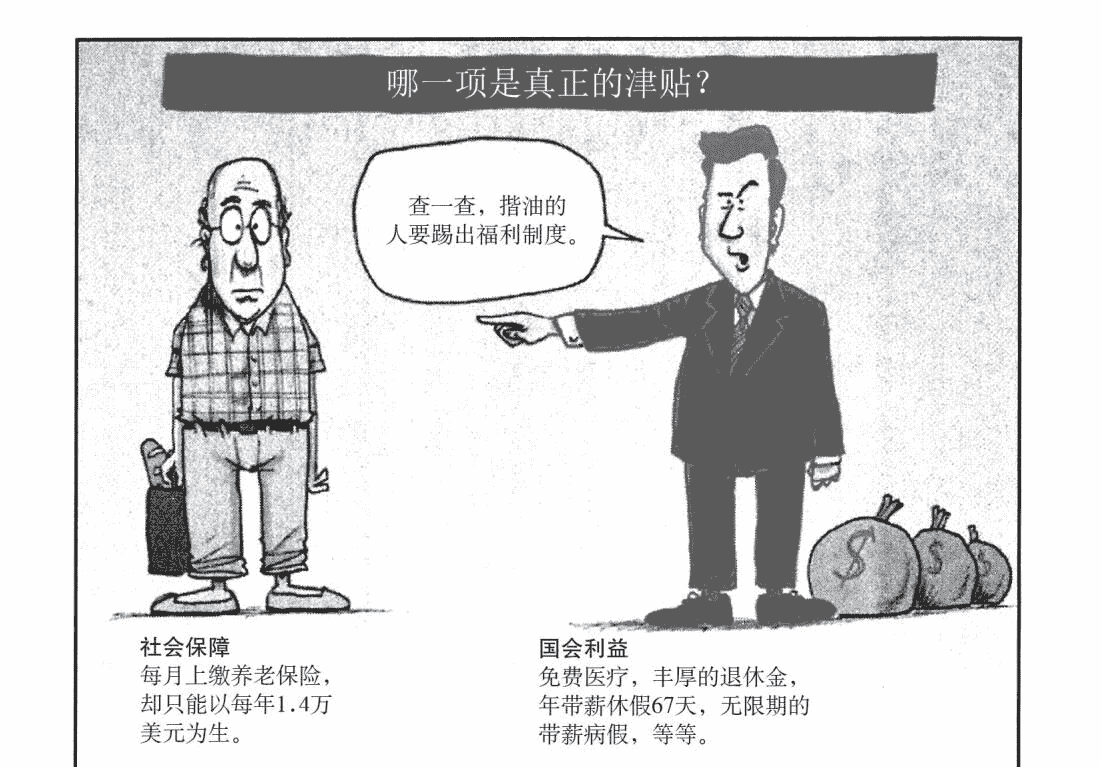 哪一项是真正的津贴？
查一查，揩油的
人要踢出福利制度。
$
$
$
社会保障
每月上缴养老保险，
却只能以每年1.4万
美元为生。
国会利益
免费医疗，丰厚的退休金，
年带薪休假67天，无限期的
带薪病假，等等。